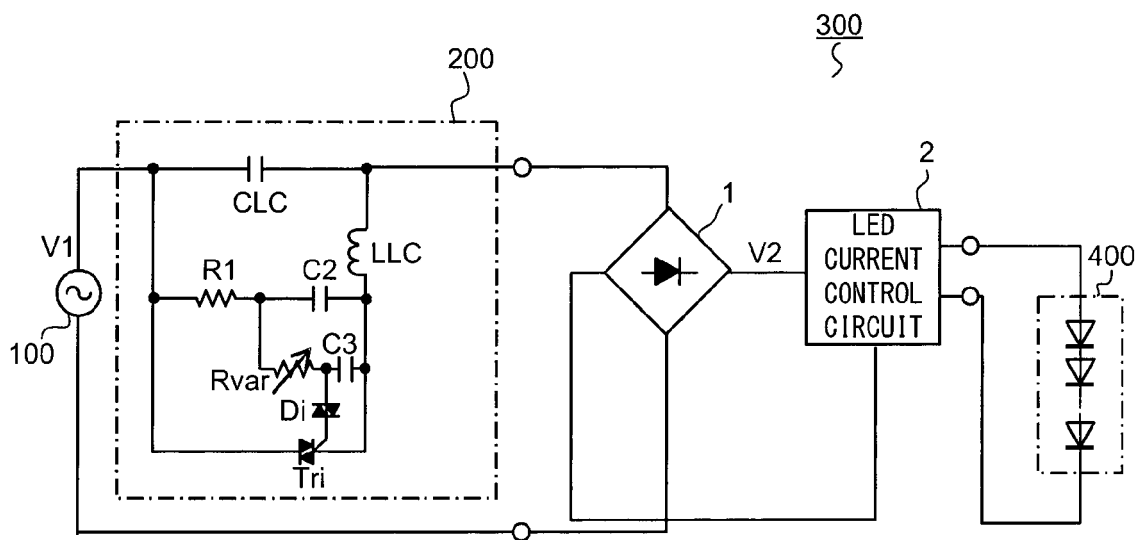 300
200
CLC
1
2
V1
LLC
V2
LED
CURRENT
CONTROL
CIRCUIT
R1
C2
400
100
C3
Rvar
Di
Tri